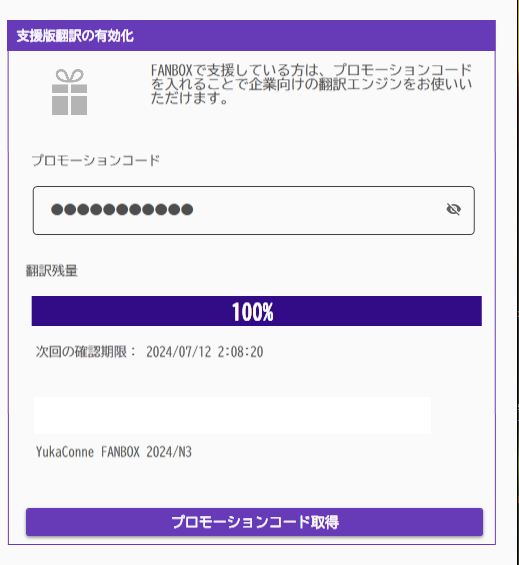 支援版翻訳の有効化
FANBOXで支援している方は、プロモーションコード
を入れることで企業向けの翻訳エンジンをお使いい
ただけます。
プロモーションコード
●●●●●●●●●●●
翻訳残量
100%
次回の確認期限： 2024/07/12 2:08:20
YukaConne FANBOX 2024/N3
プロモーションコード取得